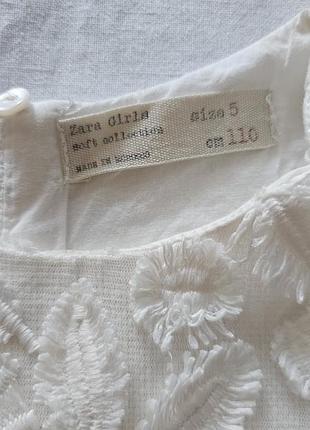 Zara Girls size 5
soft collection cm 110
MADE IN MOROCCO